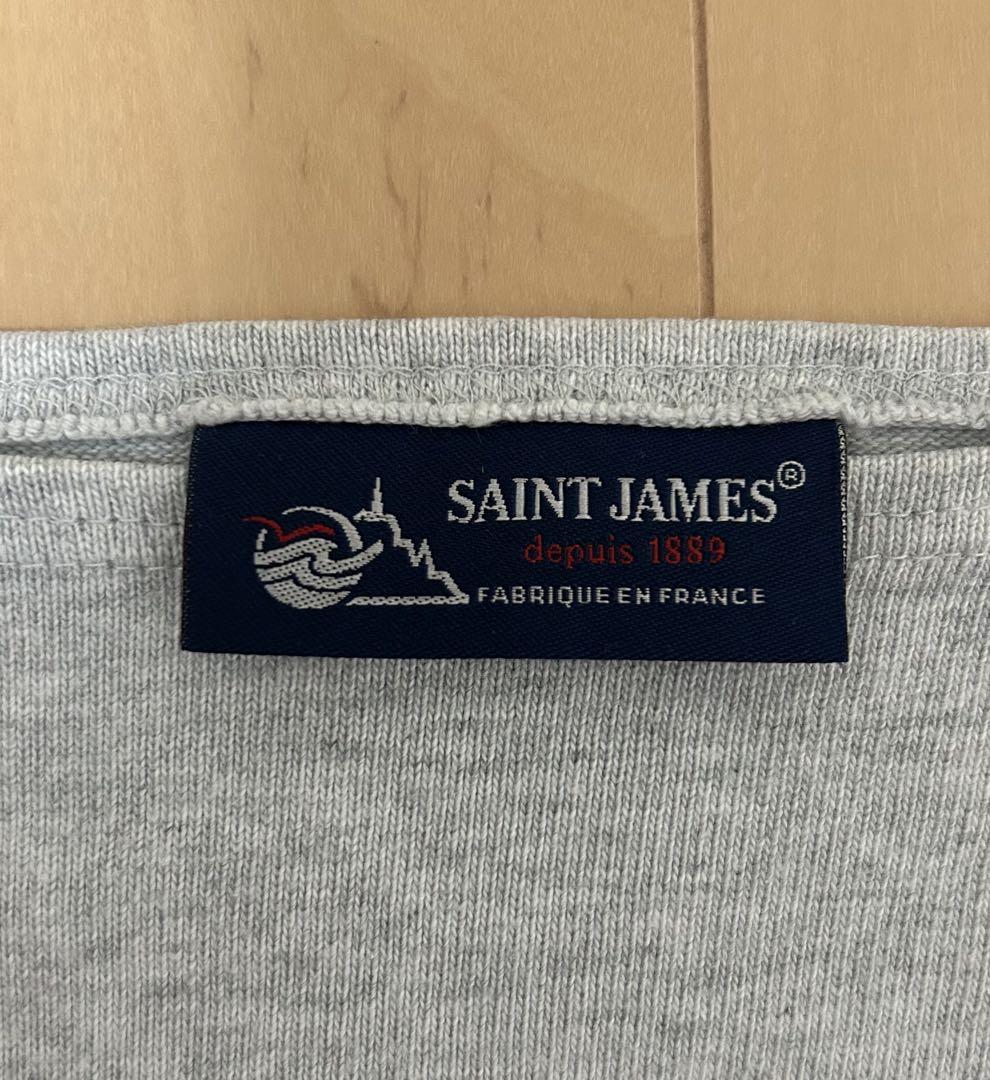 SAINT JAMES®
depuis 1889
FABRIQUE EN FRANCE